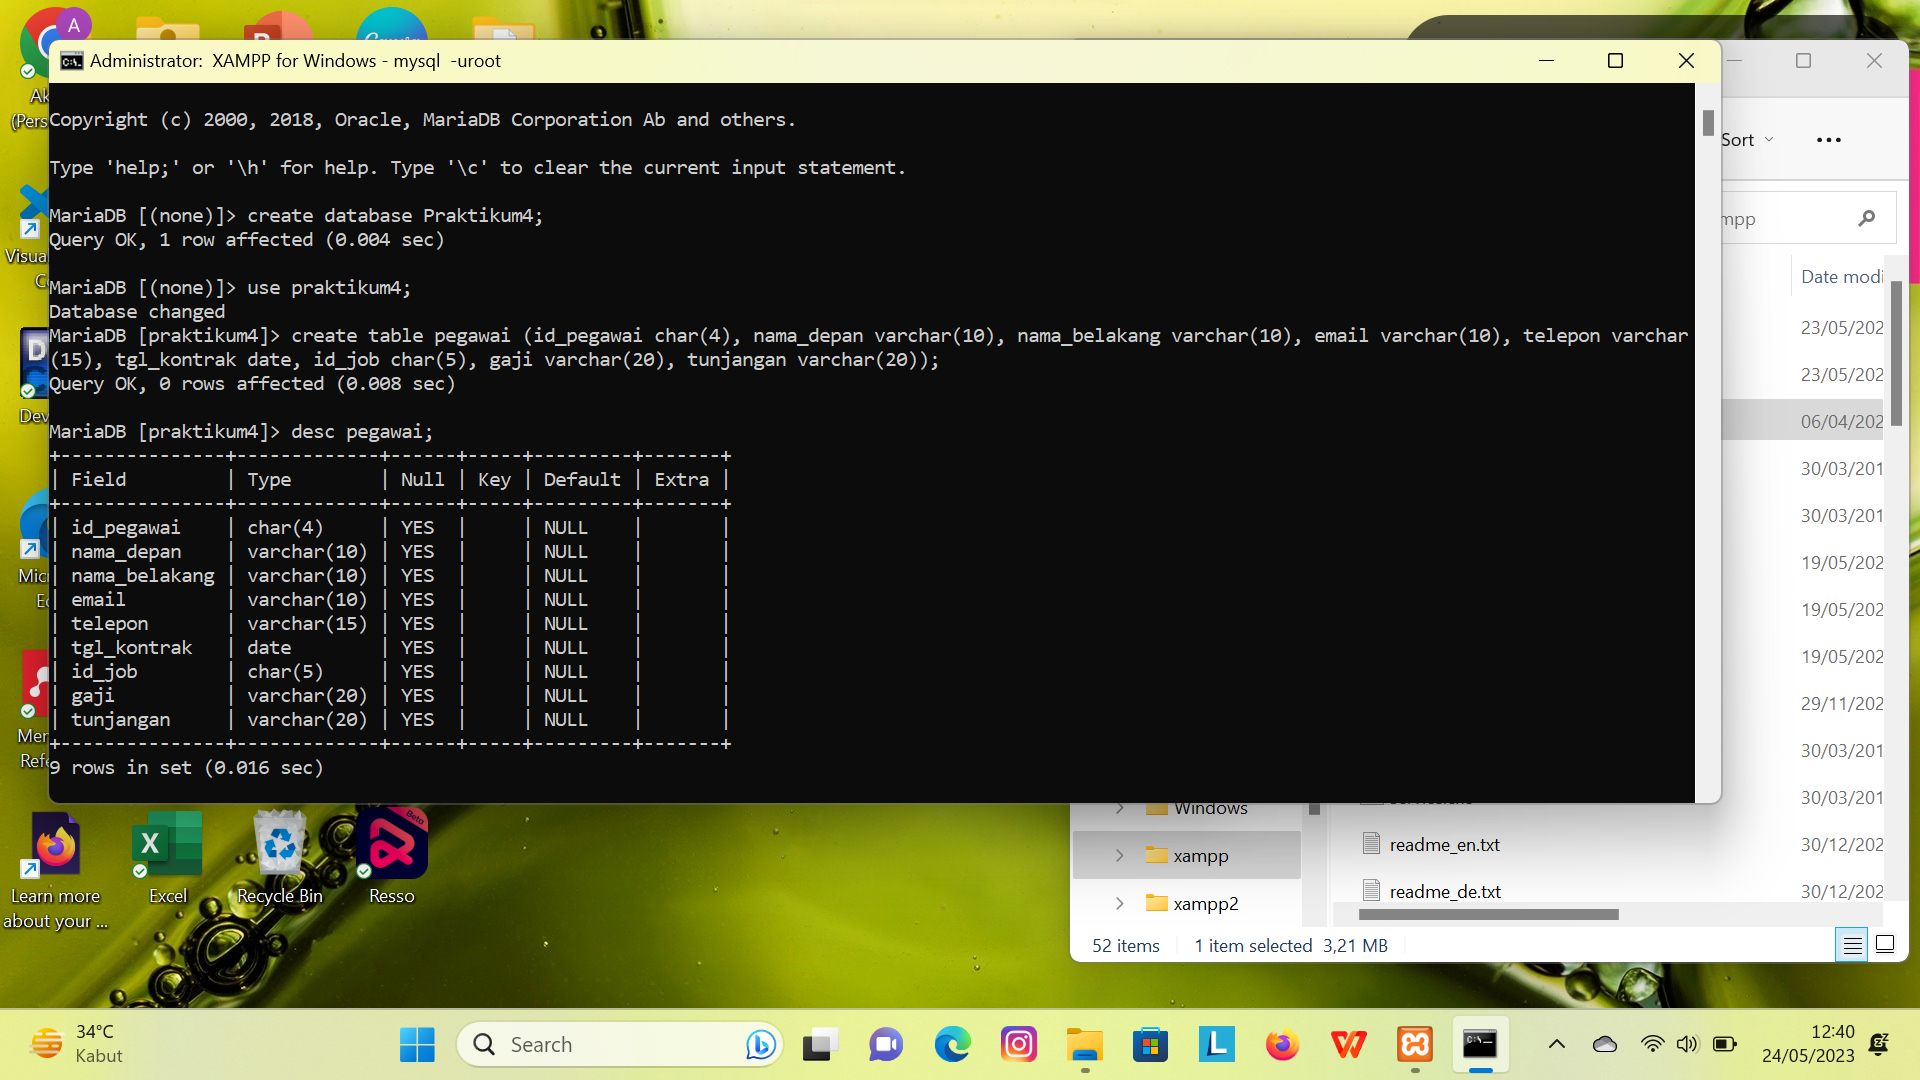 A
Administrator:  XAMPP for Windows - mysql  -uroot
Copyright (c) 2000, 2018, Oracle, MariaDB Corporation Ab and others.
Type 'help;' or '\h' for help. Type '\c' to clear the current input statement.
MariaDB [(none)]> create database Praktikum4;
Query OK, 1 row affected (0.004 sec)
MariaDB [(none)]> use praktikum4;
Database changed
MariaDB [praktikum4]> create table pegawai (id_pegawai char(4), nama_depan varchar(10), nama_belakang varchar(10), email varchar(10), telepon varchar
(15), tgl_kontrak date, id_job char(5), gaji varchar(20), tunjangan varchar(20));
Query OK, 0 rows affected (0.008 sec)
MariaDB [praktikum4]> desc pegawai;
+---------------+-------------+------+-----+---------+-------+
| Field         | Type        | Null | Key | Default | Extra |
+---------------+-------------+------+-----+---------+-------+
| id_pegawai    | char(4)     | YES  |     | NULL    |       |
| nama_depan    | varchar(10) | YES  |     | NULL    |       |
| nama_belakang | varchar(10) | YES  |     | NULL    |       |
| email         | varchar(10) | YES  |     | NULL    |       |
| telepon       | varchar(15) | YES  |     | NULL    |       |
| tgl_kontrak   | date        | YES  |     | NULL    |       |
| id_job        | char(5)     | YES  |     | NULL    |       |
| gaji          | varchar(20) | YES  |     | NULL    |       |
| tunjangan     | varchar(20) | YES  |     | NULL    |       |
+---------------+-------------+------+-----+---------+-------+
9 rows in set (0.016 sec)
Ak
(Pers
Visua
C
Dev
Mic
Ec
Men
Refe
Sort
mpp
Date modi
23/05/202
23/05/202
06/04/202
30/03/201
30/03/201
19/05/202
19/05/202
19/05/202
29/11/202
30/03/201
30/03/201
Windows
xampp
readme_en.txt
30/12/202
xampp2
readme_de.txt
30/12/202
52 items
1 item selected  3,21 MB
Learn more
about your ...
Excel
Recycle Bin
Beta
Resso
34°C
Kabut
Search
12:40
24/05/2023